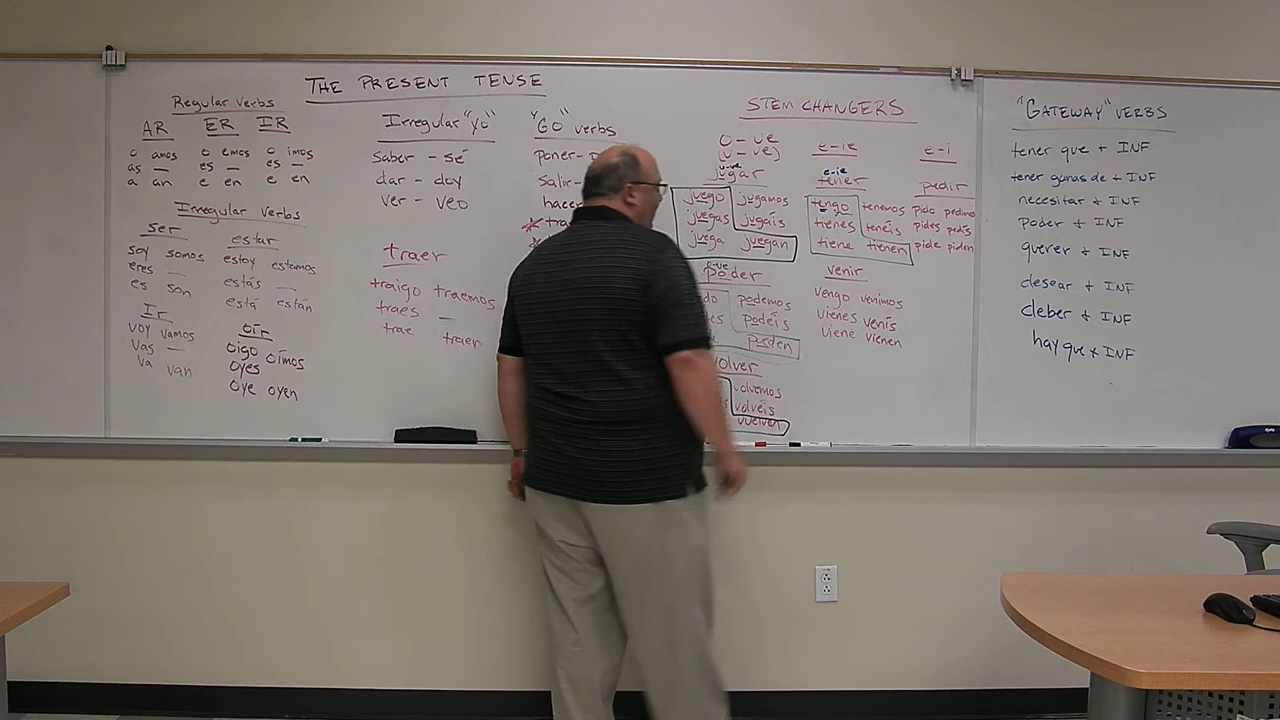 THE PRESENT TENSE
Regular verbs
AR ER IR
o amos o emos o imos
as — es — es —
a an e en e en
Irregular verbs
ser
soy somos
eres —
es son
estar
estoy estamos
estás —
está están
Ir
voy vamos
vas —
va van
oír
oigo oímos
oyes
oye oyen
Irregular "yo"
saber - sé
dar - doy
ver - veo
traer
traigo traemos
traes —
trae traen
"GO" verbs
poner-
salir-
hacer
STEM CHANGERS
o - ue
(u - ue)
u-ue
jugar
juego jugamos
juegas jugáis
juega juegan
o-ue
poder
podemos
podéis
pueden
volver
volvéis
vuelven
e-ie
e-ie
tener
tengo tenemos
tienes tenéis
tiene tienen
venir
vengo venimos
vienes venís
viene vienen
e-i
pedir
pido pedimos
pides pedís
pide piden
"GATEWAY" VERBS
tener que + INF
tener ganas de + INF
necesitar + INF
poder + INF
querer + INF
desear + INF
deber + INF
hay que + INF